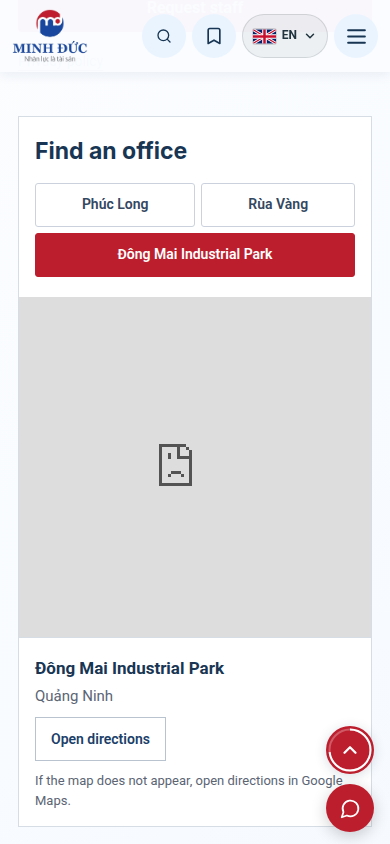 Request staff
MINH ĐỨC
Nhân lực là tài sản
EN
Find an office
Phúc Long
Rùa Vàng
Đông Mai Industrial Park
Đông Mai Industrial Park
Quảng Ninh
Open directions
If the map does not appear, open directions in Google
Maps.